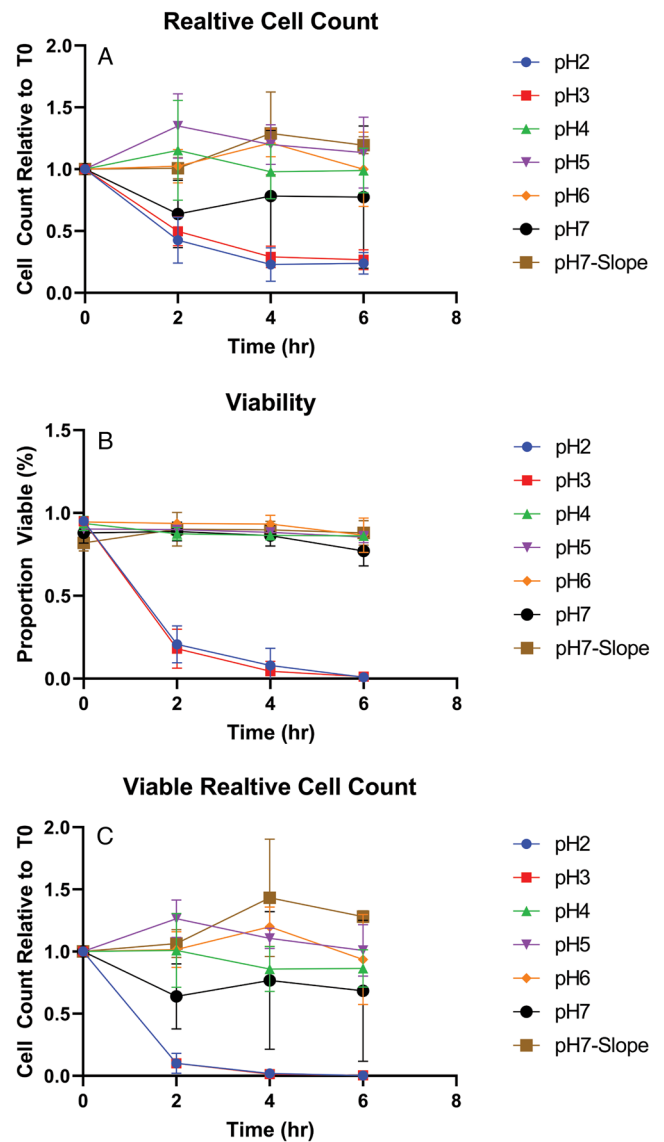 Realtive Cell Count
A
Cell Count Relative to T0
2.0
1.5
1.0
0.5
0.0
0 2 4 6 8
Time (hr)
pH2
pH3
pH4
pH5
pH6
pH7
pH7-Slope
Viability
B
Proportion Viable (%)
1.5
1.0
0.5
0.0
0 2 4 6 8
Time (hr)
pH2
pH3
pH4
pH5
pH6
pH7
pH7-Slope
Viable Realtive Cell Count
C
Cell Count Relative to T0
2.0
1.5
1.0
0.5
0.0
0 2 4 6 8
Time (hr)
pH2
pH3
pH4
pH5
pH6
pH7
pH7-Slope